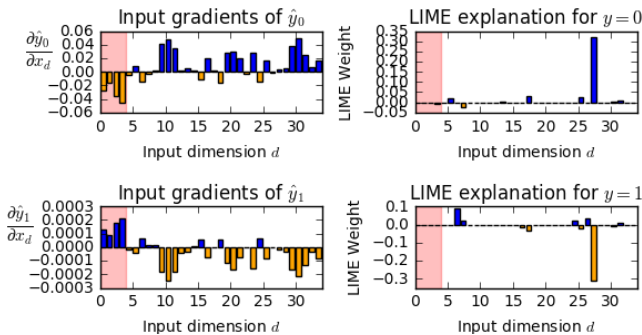 Input gradients of ŷ₀
∂ŷ₀
∂x_d
0.06
0.04
0.02
0.00
−0.02
−0.04
−0.06
0 5 10 15 20 25 30
Input dimension d
LIME explanation for y = 0
LIME Weight
0.35
0.30
0.25
0.20
0.15
0.10
0.05
0.00
−0.05
0 5 10 15 20 25 30
Input dimension d
Input gradients of ŷ₁
∂ŷ₁
∂x_d
0.0003
0.0002
0.0001
0.0000
−0.0001
−0.0002
−0.0003
0 5 10 15 20 25 30
Input dimension d
LIME explanation for y = 1
LIME Weight
0.1
0.0
−0.1
−0.2
−0.3
0 5 10 15 20 25 30
Input dimension d